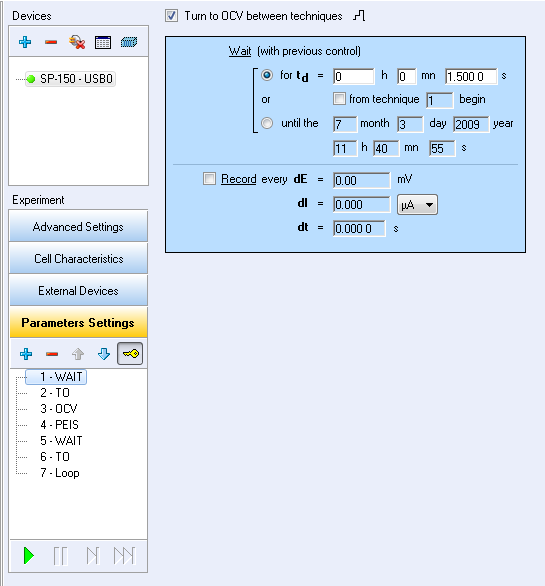 Devices
SP-150 - USB0
Experiment
Advanced Settings
Cell Characteristics
External Devices
Parameters Settings
1 - WAIT
2 - TO
3 - OCV
4 - PEIS
5 - WAIT
6 - TO
7 - Loop
Turn to OCV between techniques
Wait (with previous control)
for td = 0 h 0 mn 1.500 0 s
or from technique 1 begin
until the 7 month 3 day 2009 year
11 h 40 mn 55 s
Record every dE = 0.00 mV
dI = 0.000 µA
dt = 0.000 0 s